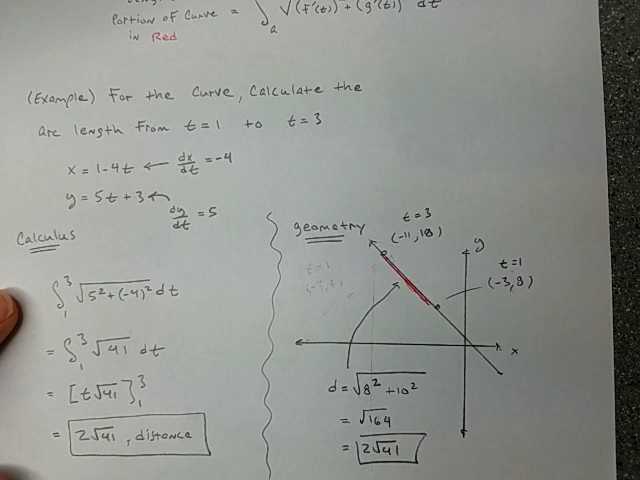 Portion of Curve = ∫ₐ √(f'(t))² + (g'(t))² dt
in Red
(Example) For the Curve, Calculate the
arc length From t=1 to t=3
x = 1-4t ← dx/dt = -4
y = 5t+3 ← dy/dt = 5
Calculus
∫₁³ √(5²+(-4)²) dt
= ∫₁³ √41 dt
= [t√41]₁³
= 2√41, distance
geometry
t=3
(-11,18)
y
t=1
(-3,8)
x
d = √(8²+10²)
= √164
= 2√41